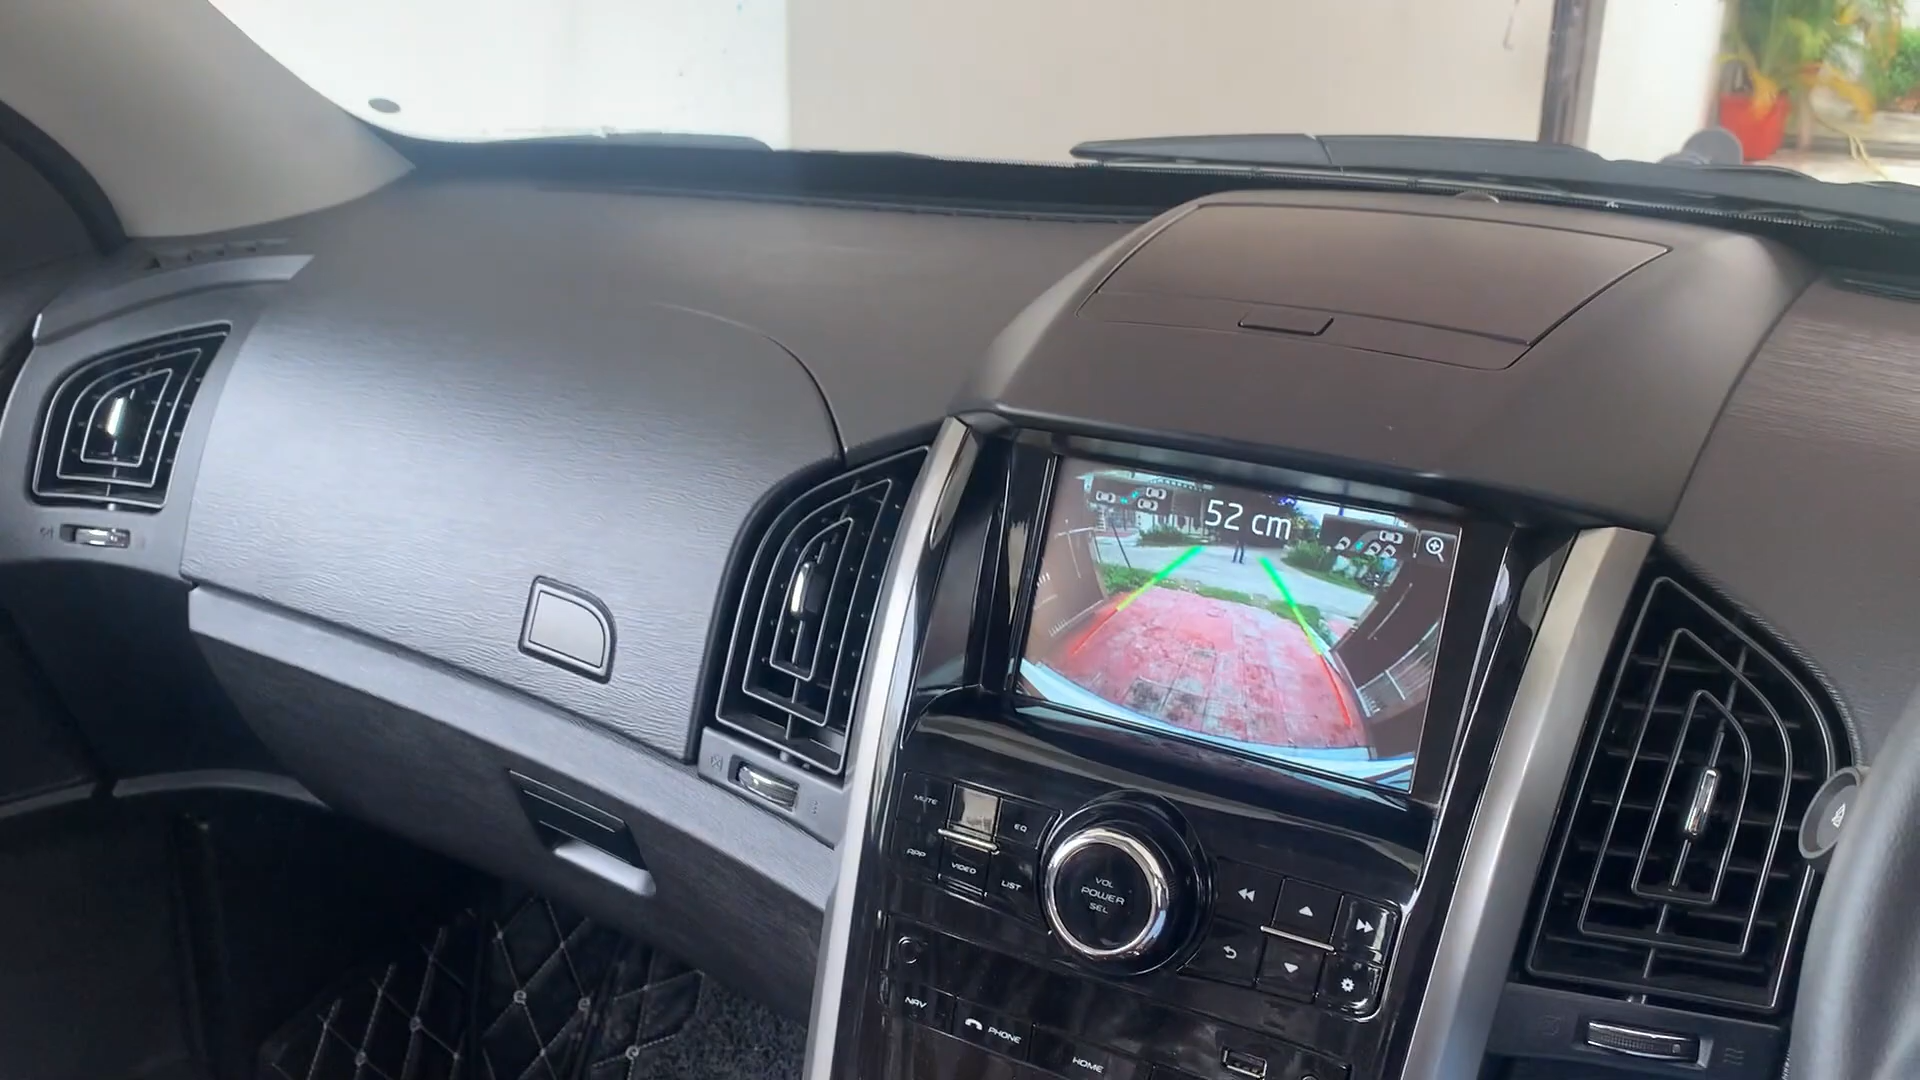 52 cm
MUTE
EQ
APP
VIDEO
LIST
VOL
POWER
SEL
NAV
PHONE
HOME